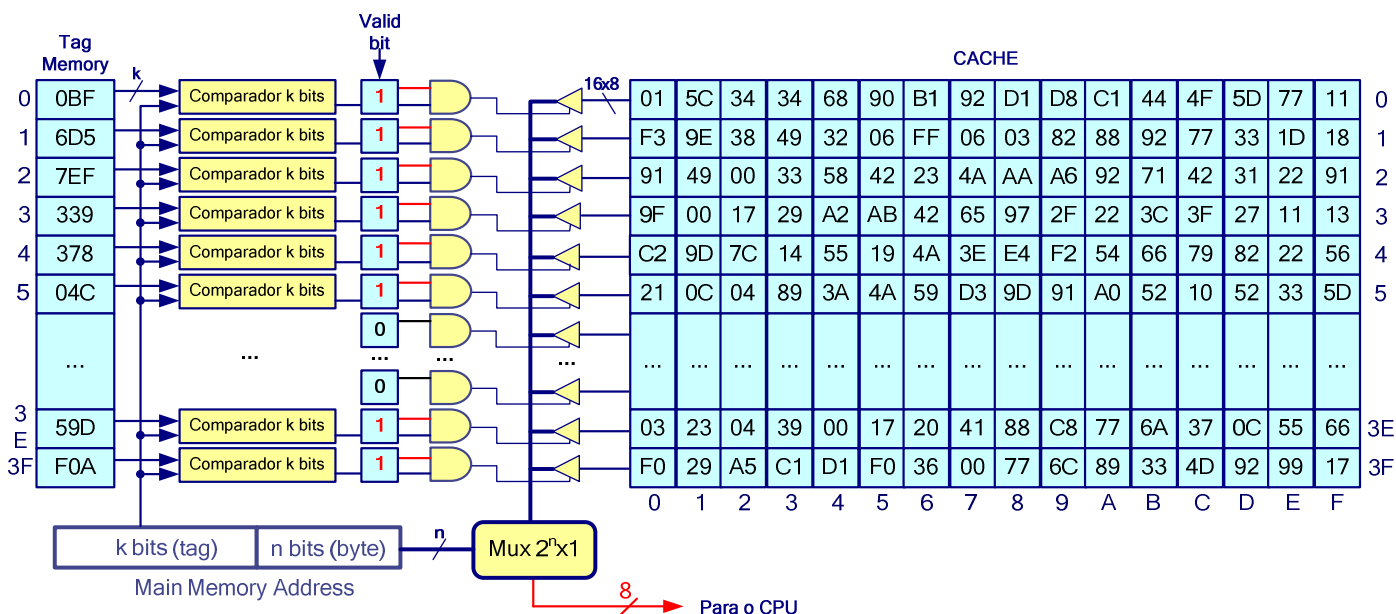 Valid
bit
Tag
Memory
CACHE
k
16x8
0 0BF Comparador k bits 1 01 5C 34 34 68 90 B1 92 D1 D8 C1 44 4F 5D 77 11 0
1 6D5 Comparador k bits 1 F3 9E 38 49 32 06 FF 06 03 82 88 92 77 33 1D 18 1
2 7EF Comparador k bits 1 91 49 00 33 58 42 23 4A AA A6 92 71 42 31 22 91 2
3 339 Comparador k bits 1 9F 00 17 29 A2 AB 42 65 97 2F 22 3C 3F 27 11 13 3
4 378 Comparador k bits 1 C2 9D 7C 14 55 19 4A 3E E4 F2 54 66 79 82 22 56 4
5 04C Comparador k bits 1 21 0C 04 89 3A 4A 59 D3 9D 91 A0 52 10 52 33 5D 5
0
... ... ... ... ... ... ... ... ... ... ... ... ... ... ... ... ... ... ... ... ...
0
3E 59D Comparador k bits 1 03 23 04 39 00 17 20 41 88 C8 77 6A 37 0C 55 66 3E
3F F0A Comparador k bits 1 F0 29 A5 C1 D1 F0 36 00 77 6C 89 33 4D 92 99 17 3F
0 1 2 3 4 5 6 7 8 9 A B C D E F
k bits (tag) n bits (byte) n Mux 2ⁿx1
Main Memory Address
8
Para o CPU